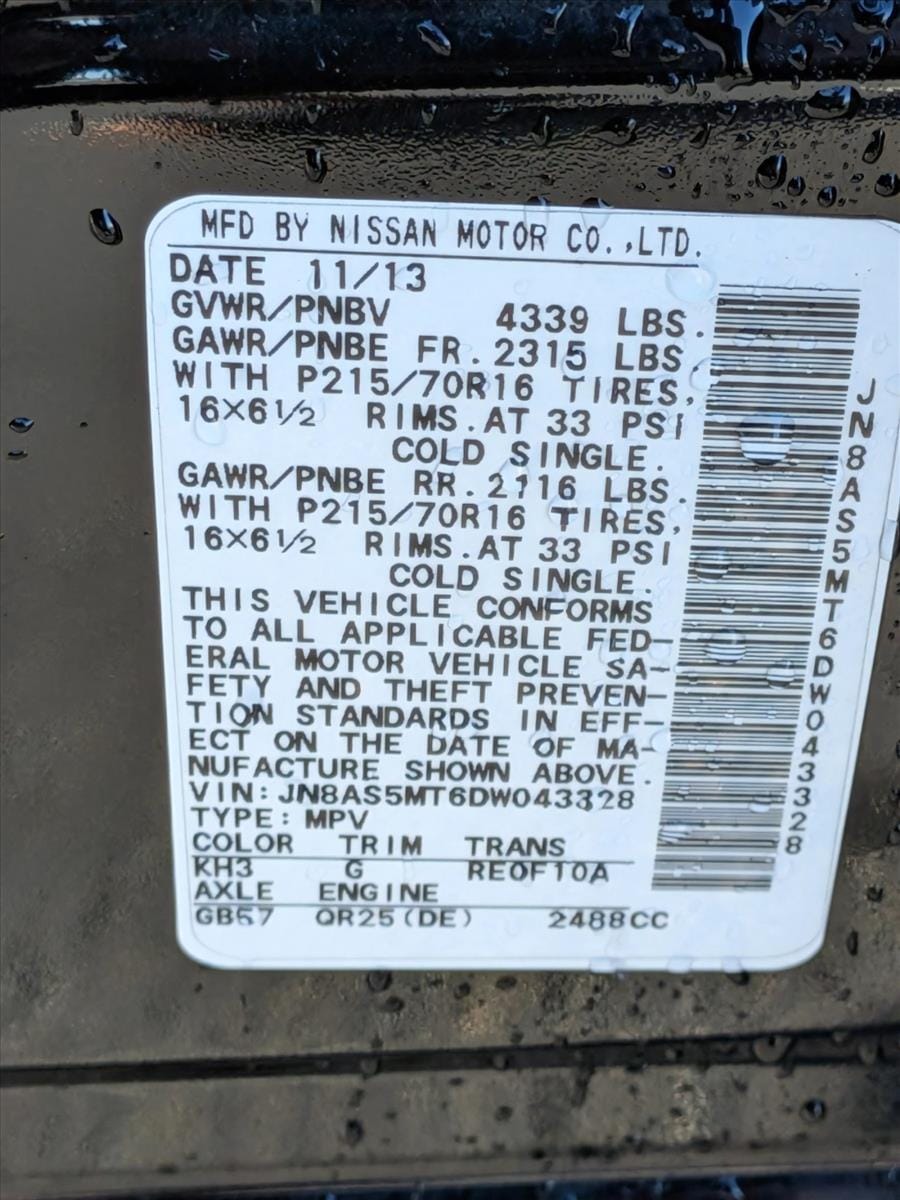 MFD BY NISSAN MOTOR CO.,LTD.
DATE 11/13
GVWR/PNBV 4339 LBS.
GAWR/PNBE FR. 2315 LBS.
WITH P215/70R16 TIRES,
16×6½ RIMS.AT 33 PSI
COLD SINGLE.
GAWR/PNBE RR. 2116 LBS.
WITH P215/70R16 TIRES,
16×6½ RIMS.AT 33 PSI
COLD SINGLE.
THIS VEHICLE CONFORMS
TO ALL APPLICABLE FED-
ERAL MOTOR VEHICLE SA-
FETY AND THEFT PREVEN-
TION STANDARDS IN EFF-
ECT ON THE DATE OF MA-
NUFACTURE SHOWN ABOVE.
VIN: JN8AS5MT6DW043328
TYPE: MPV
COLOR TRIM TRANS
KH3 G RE0F10A
AXLE ENGINE
GB57 QR25(DE) 2488CC
JN8AS5MT6DW043328